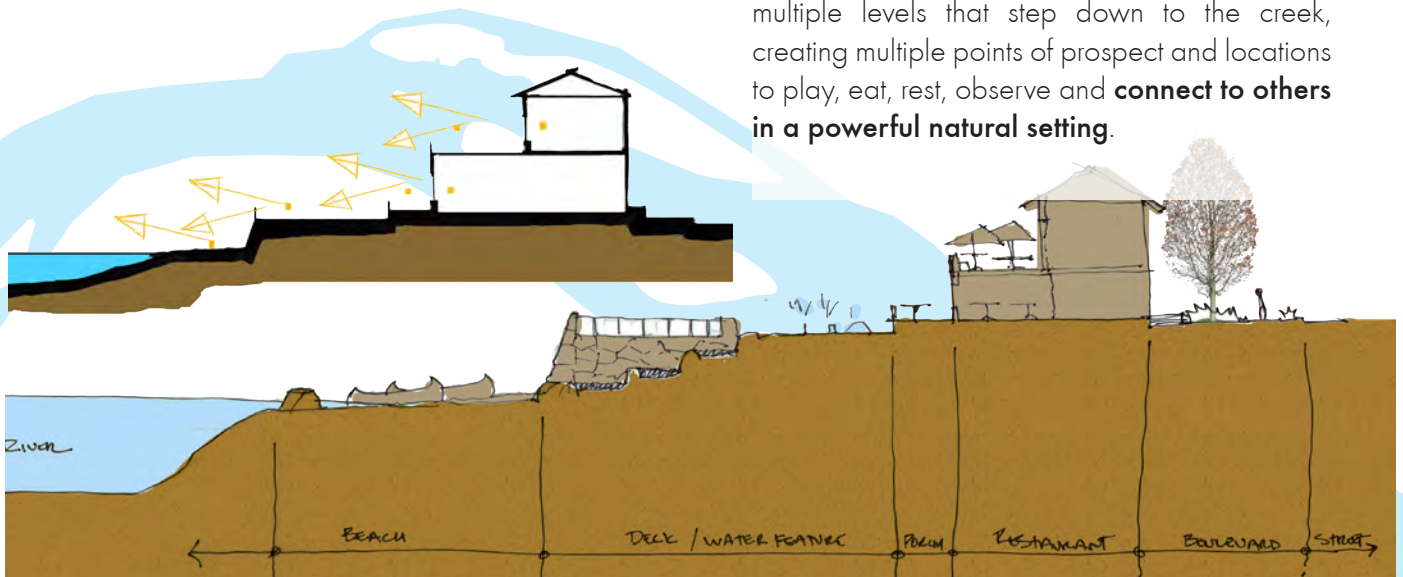 multiple levels that step down to the creek,
creating multiple points of prospect and locations
to play, eat, rest, observe and connect to others
in a powerful natural setting.
RIVER
BEACH
DECK / WATER FEATURE
PORCH
RESTAURANT
BOULEVARD
STREET